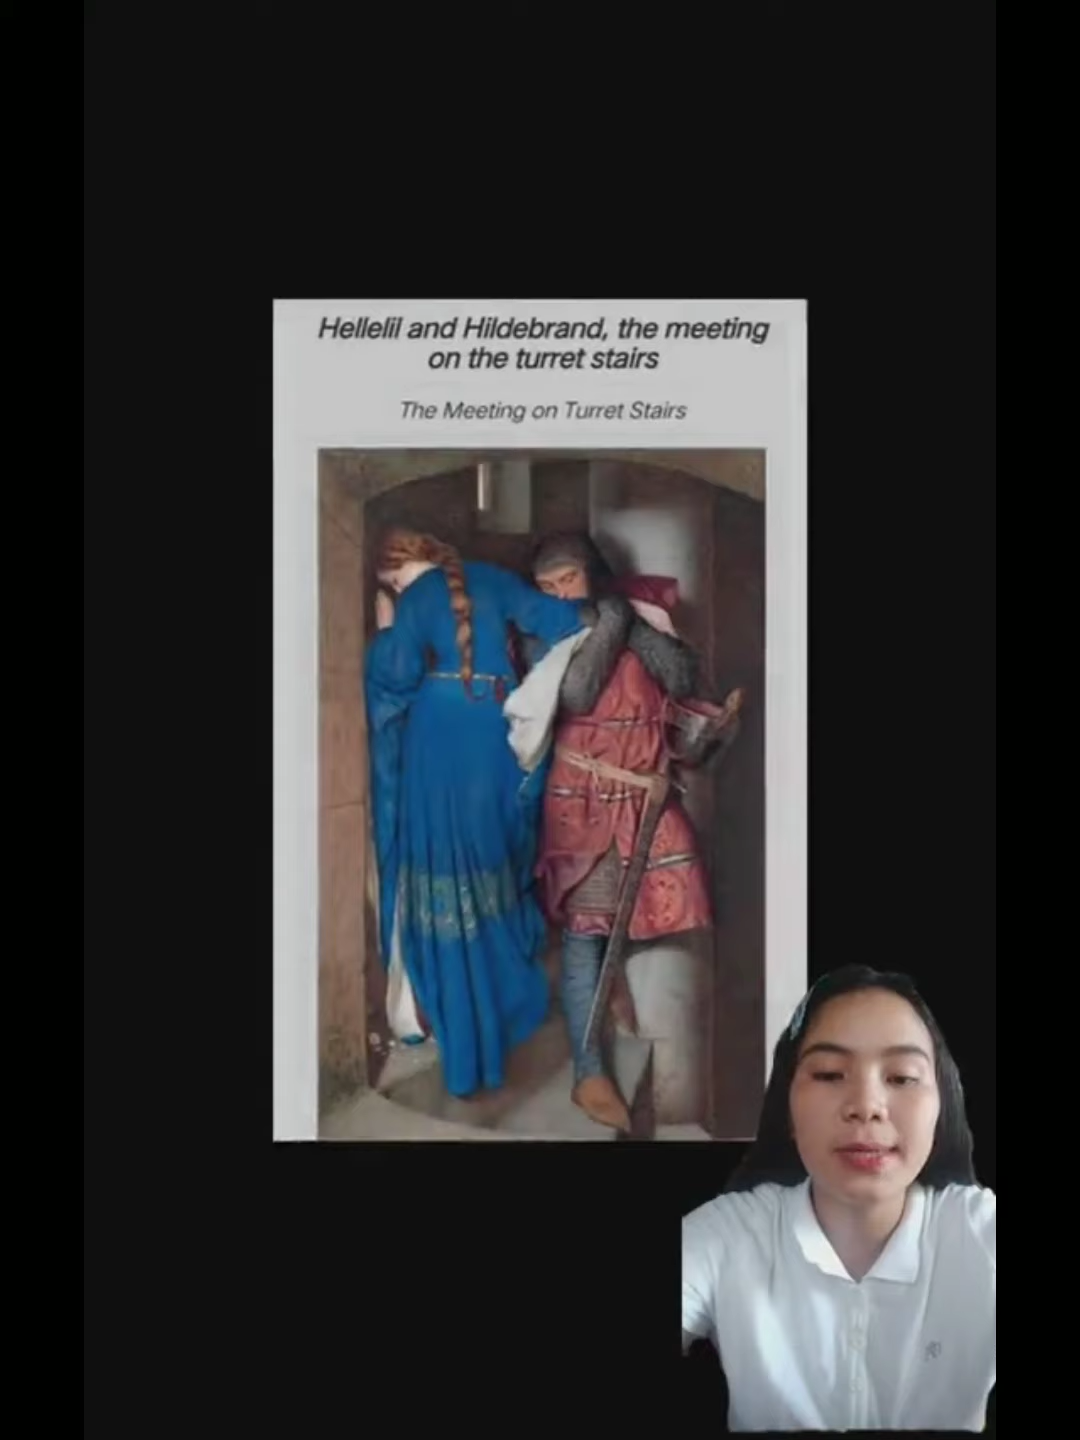 Hellelil and Hildebrand, the meeting
on the turret stairs
The Meeting on Turret Stairs